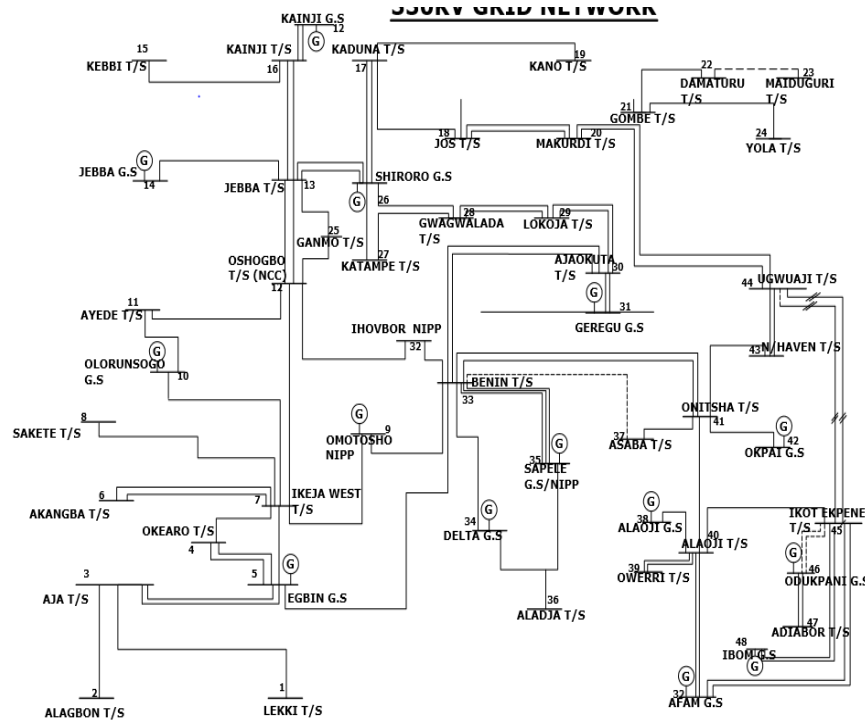 330KV GRID NETWORK
KAINJI G.S
12
G
15
KEBBI T/S
KAINJI T/S
16
KADUNA T/S
17
19
KANO T/S
22
DAMATURU
T/S
23
MAIDUGURI
T/S
21
GOMBE T/S
24
YOLA T/S
18
JOS T/S
MAKURDI T/S
20
G
JEBBA G.S
14
JEBBA T/S
13
SHIRORO G.S
G
26
25
GANMO T/S
28
GWAGWALADA
T/S
29
LOKOJA T/S
27
KATAMPE T/S
OSHOGBO
T/S (NCC)
12
AJAOKUTA
T/S
30
G
31
GEREGU G.S
44
UGWUAJI T/S
11
AYEDE T/S
IHOVBOR NIPP
32
43
N/HAVEN T/S
G
OLORUNSOGO
G.S
10
BENIN T/S
33
8
SAKETE T/S
G
9
OMOTOSHO
NIPP
ONITSHA T/S
41
37
ASABA T/S
G
42
OKPAI G.S
G
35
SAPELE
G.S/NIPP
6
AKANGBA T/S
7
IKEJA WEST
T/S
OKEARO T/S
4
G
34
DELTA G.S
G
38
ALAOJI G.S
40
ALAOJI T/S
39
OWERRI T/S
IKOT EKPENE
T/S
45
G
46
ODUKPANI G.S
3
AJA T/S
5
G
EGBIN G.S
36
ALADJA T/S
47
ADIABOR T/S
48
IBOM G.S
G
G
32
AFAM G.S
2
ALAGBON T/S
1
LEKKI T/S